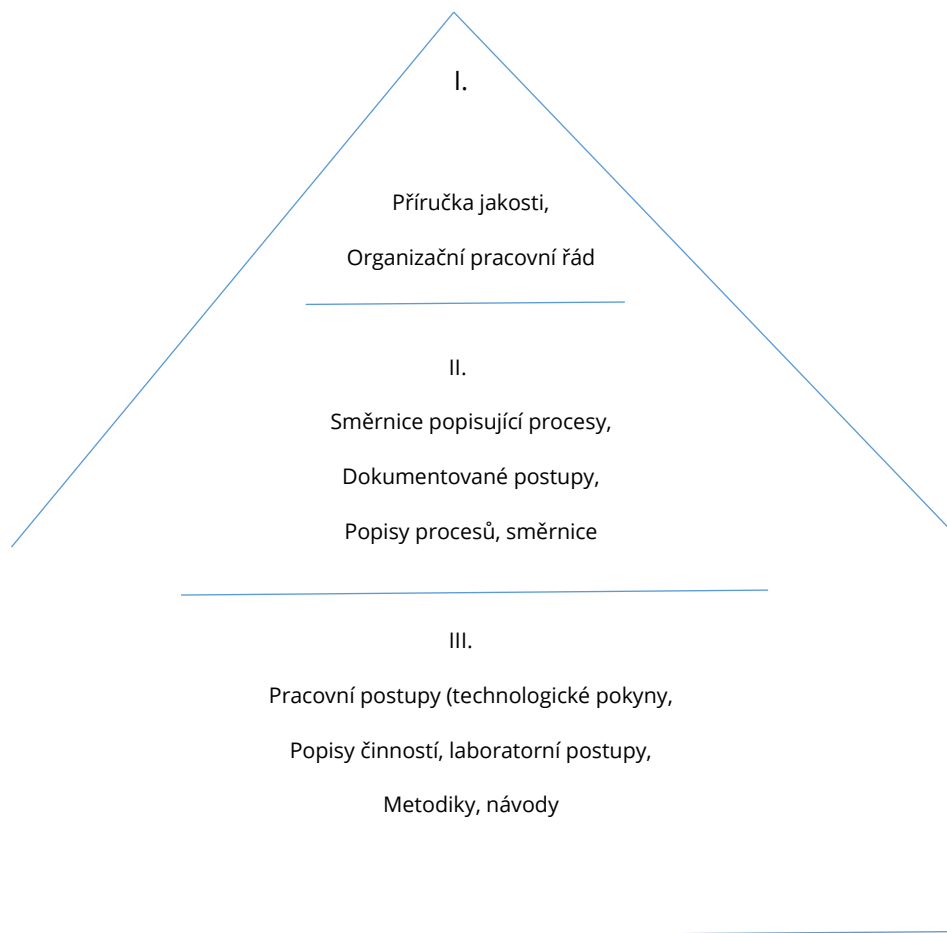 I.
Příručka jakosti,
Organizační pracovní řád
II.
Směrnice popisující procesy,
Dokumentované postupy,
Popisy procesů, směrnice
III.
Pracovní postupy (technologické pokyny,
Popisy činností, laboratorní postupy,
Metodiky, návody